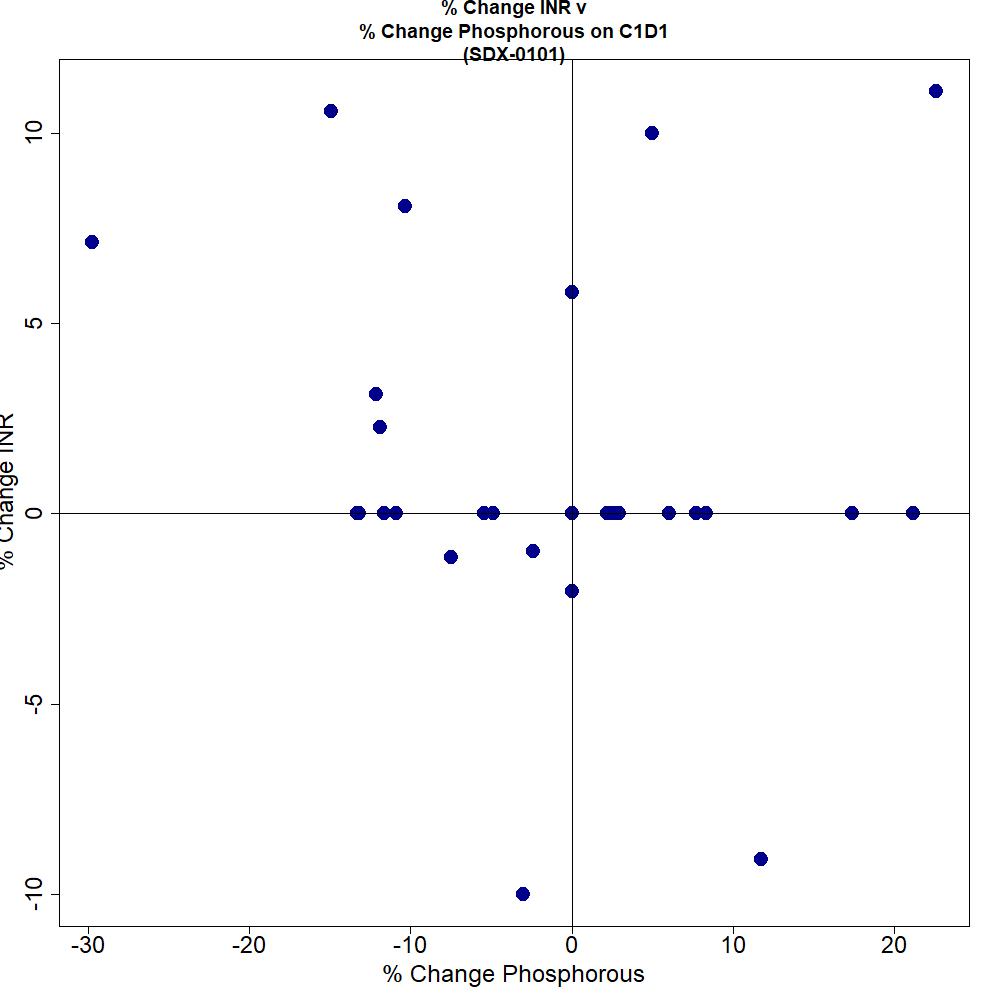 % Change INR v
% Change Phosphorous on C1D1
(SDX-0101)
10
5
0
-5
-10
% Change INR
-30
-20
-10
0
10
20
% Change Phosphorous